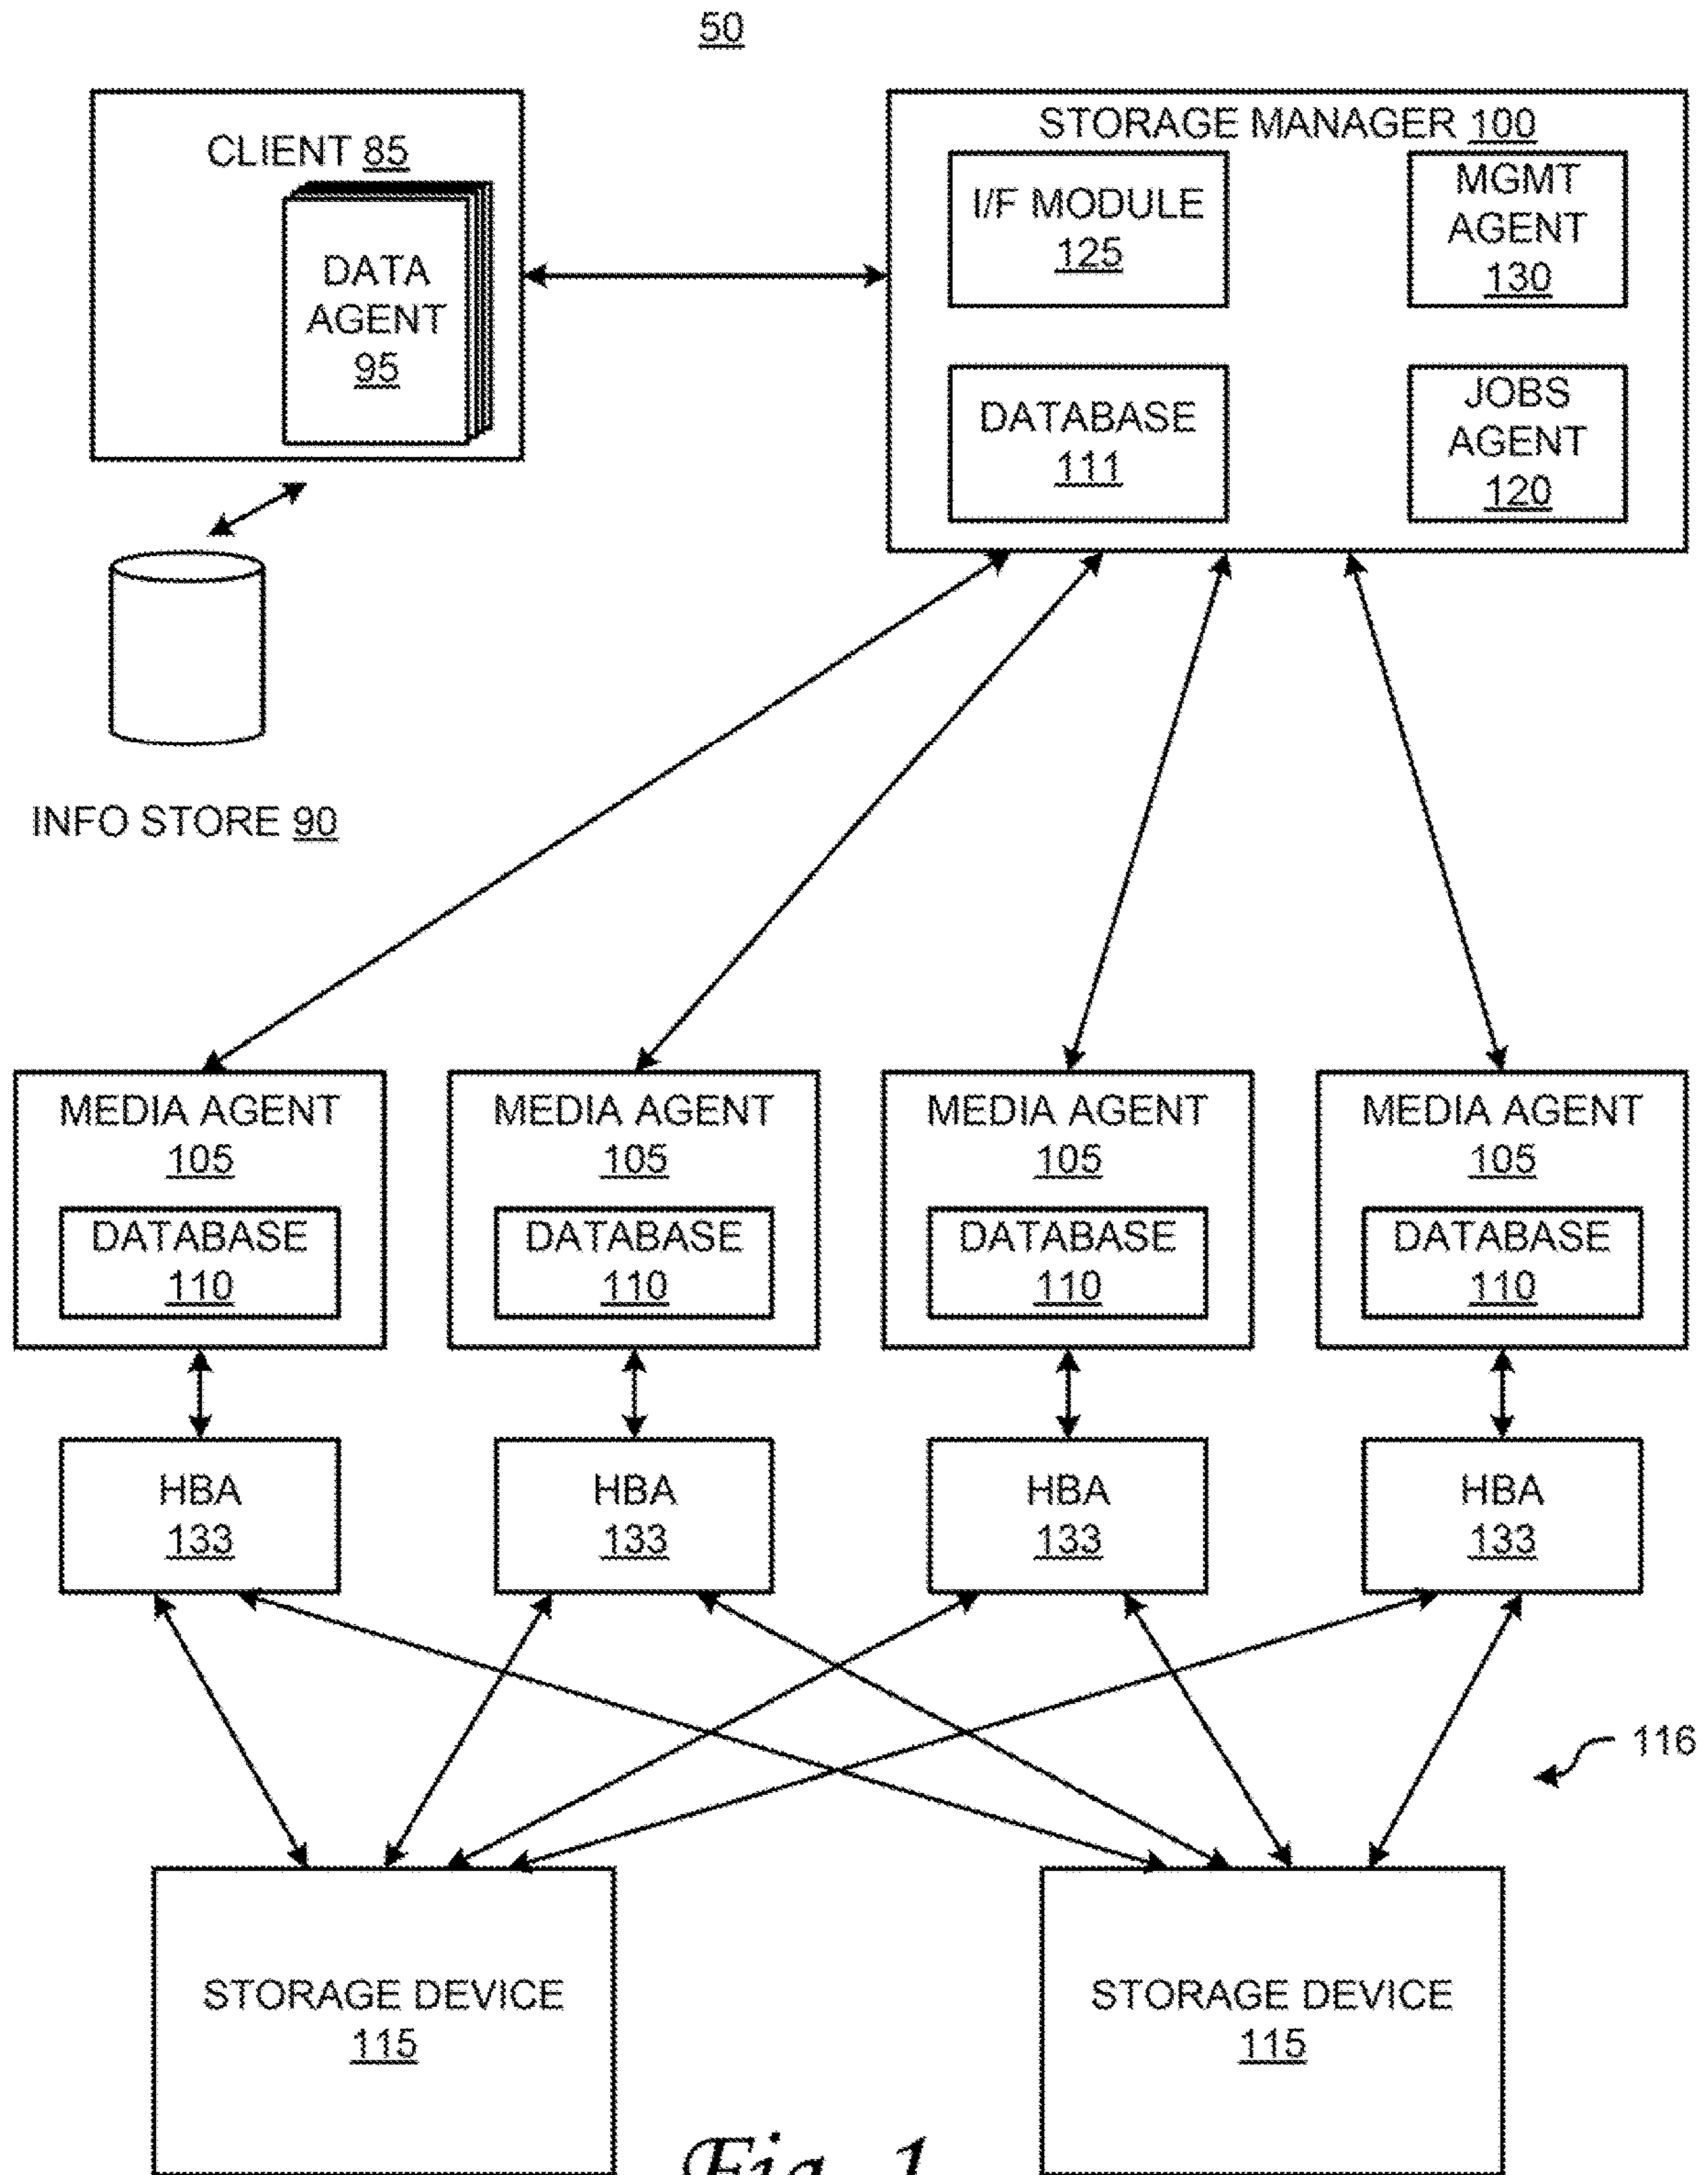 50
CLIENT 85
DATA
AGENT
95
INFO STORE 90
STORAGE MANAGER 100
I/F MODULE
125
MGMT
AGENT
130
DATABASE
111
JOBS
AGENT
120
MEDIA AGENT
105
DATABASE
110
MEDIA AGENT
105
DATABASE
110
MEDIA AGENT
105
DATABASE
110
MEDIA AGENT
105
DATABASE
110
HBA
133
HBA
133
HBA
133
HBA
133
116
STORAGE DEVICE
115
STORAGE DEVICE
115
Fig. 1